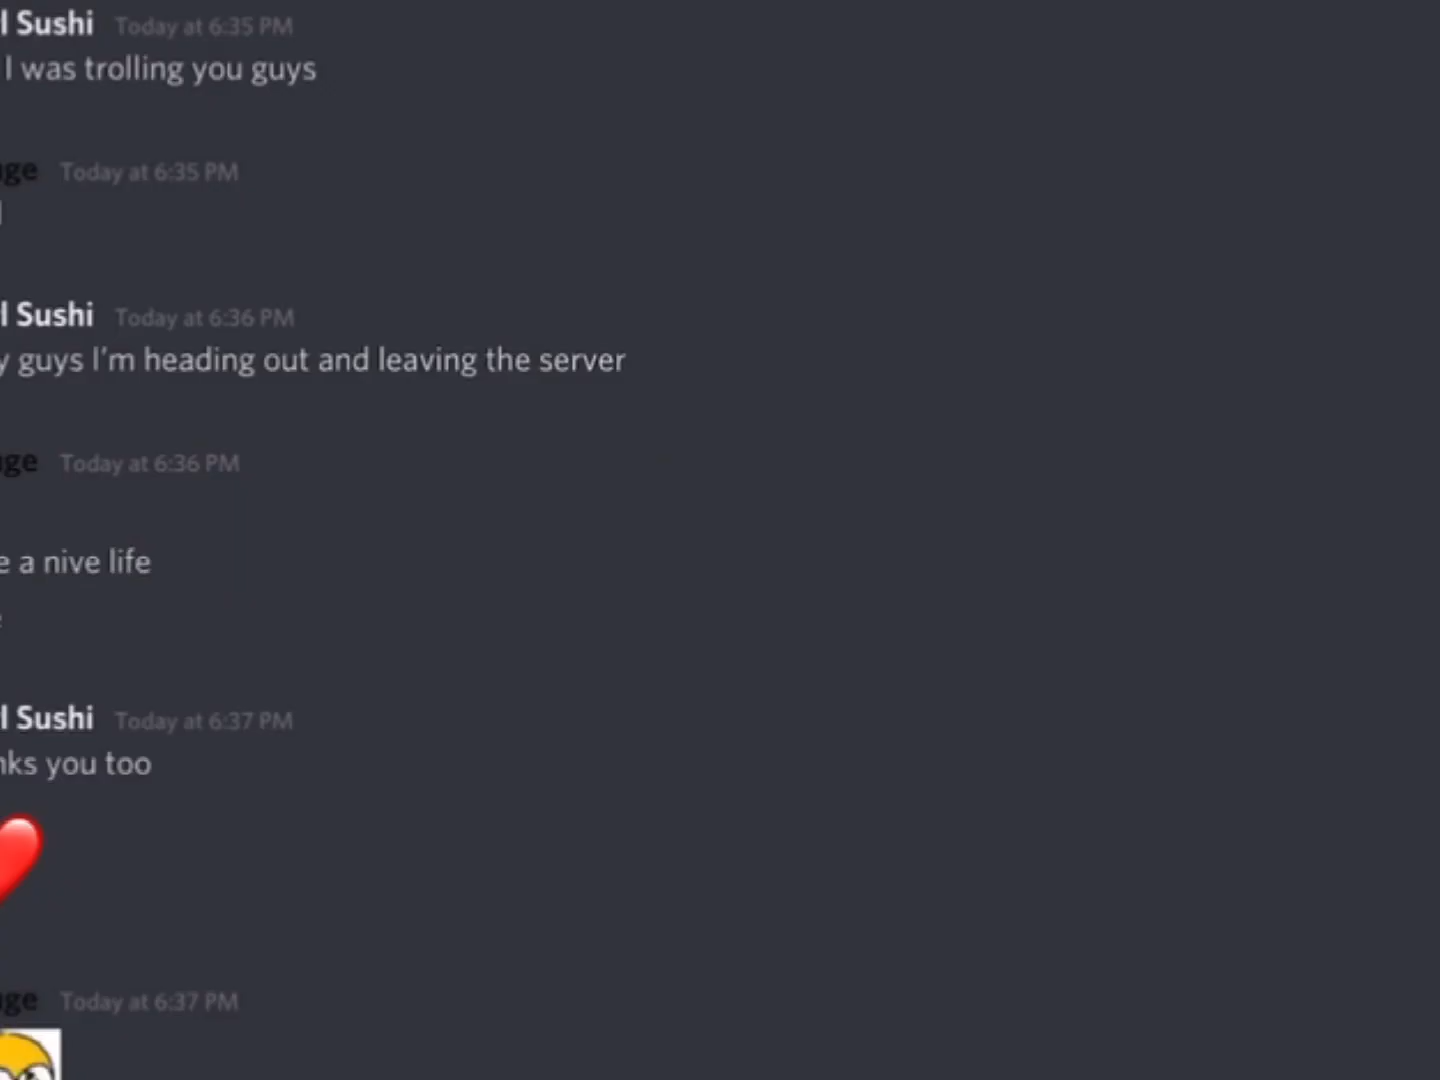 l Sushi Today at 6:35 PM
I was trolling you guys
ge Today at 6:35 PM
l Sushi Today at 6:36 PM
y guys I'm heading out and leaving the server
ge Today at 6:36 PM
e a nive life
l Sushi Today at 6:37 PM
nks you too
ge Today at 6:37 PM